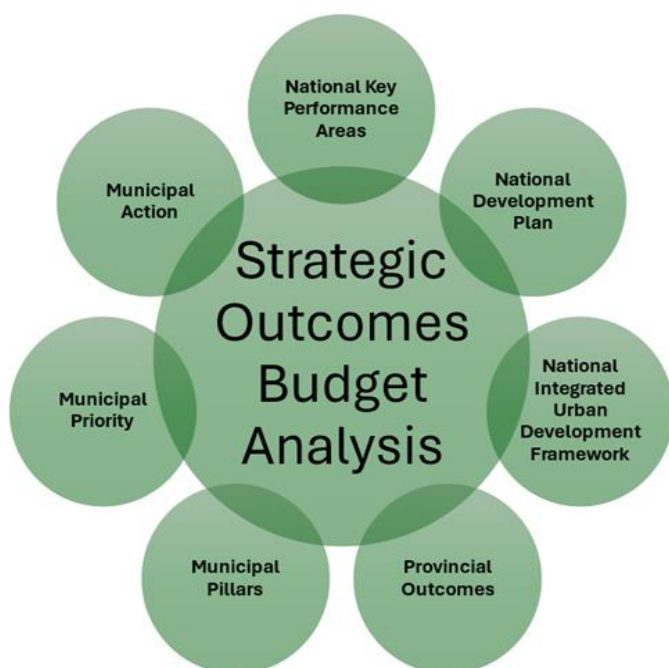 National Key
Performance
Areas
National
Development
Plan
National
Integrated
Urban
Development
Framework
Provincial
Outcomes
Municipal
Pillars
Municipal
Priority
Municipal
Action
Strategic
Outcomes
Budget
Analysis